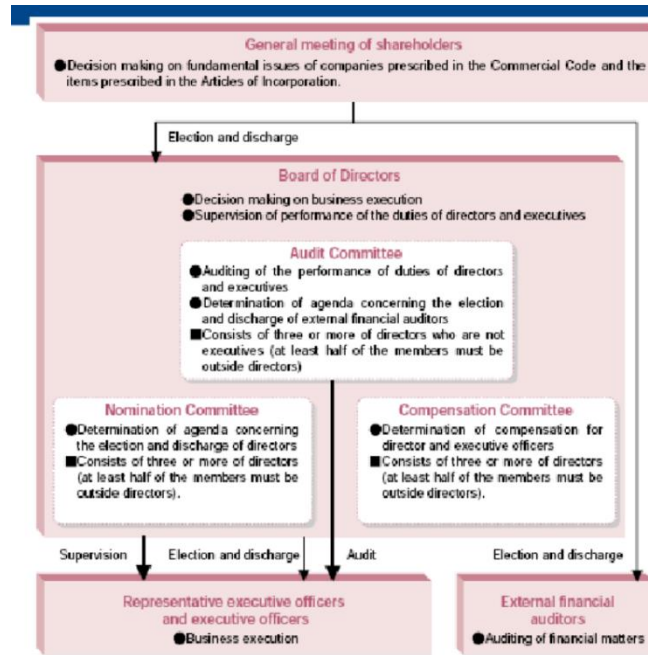 General meeting of shareholders
●Decision making on fundamental issues of companies prescribed in the Commercial Code and the
items prescribed in the Articles of Incorporation.
Election and discharge
Board of Directors
●Decision making on business execution
●Supervision of performance of the duties of directors and executives
Audit Committee
●Auditing of the performance of duties of directors
and executives
●Determination of agenda concerning the election
and discharge of external financial auditors
■Consists of three or more of directors who are not
executives (at least half of the members must be
outside directors)
Nomination Committee
●Determination of agenda concerning
the election and discharge of directors
■Consists of three or more of directors
(at least half of the members must be
outside directors).
Compensation Committee
●Determination of compensation for
director and executive officers
■Consists of three or more of directors
(at least half of the members must be
outside directors).
Supervision
Election and discharge
Audit
Election and discharge
Representative executive officers
and executive officers
●Business execution
External financial
auditors
●Auditing of financial matters